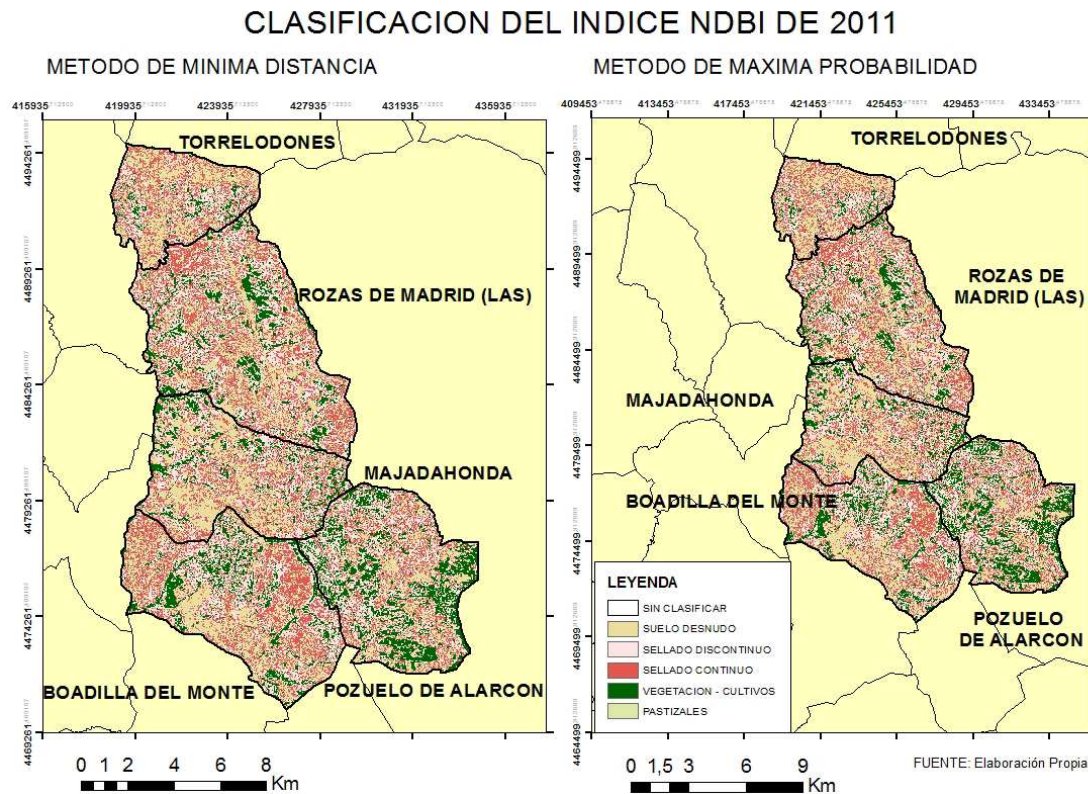 CLASIFICACION DEL INDICE NDBI DE 2011
METODO DE MINIMA DISTANCIA
415935 419935 423935 427935 431935 435935
4494261
4489261
4484261
4479261
4474261
4469261
TORRELODONES
ROZAS DE MADRID (LAS)
MAJADAHONDA
BOADILLA DEL MONTE
POZUELO DE ALARCON
0 1 2 4 6 8
Km
METODO DE MAXIMA PROBABILIDAD
409453 413453 417453 421453 425453 429453 433453
4494499
4489499
4484499
4479499
4474499
4469499
4464499
TORRELODONES
ROZAS DE
MADRID (LAS)
MAJADAHONDA
BOADILLA DEL MONTE
POZUELO
DE ALARCON
LEYENDA
SIN CLASIFICAR
SUELO DESNUDO
SELLADO DISCONTINUO
SELLADO CONTINUO
VEGETACION - CULTIVOS
PASTIZALES
0 1,5 3 6 9
Km
FUENTE: Elaboración Propia